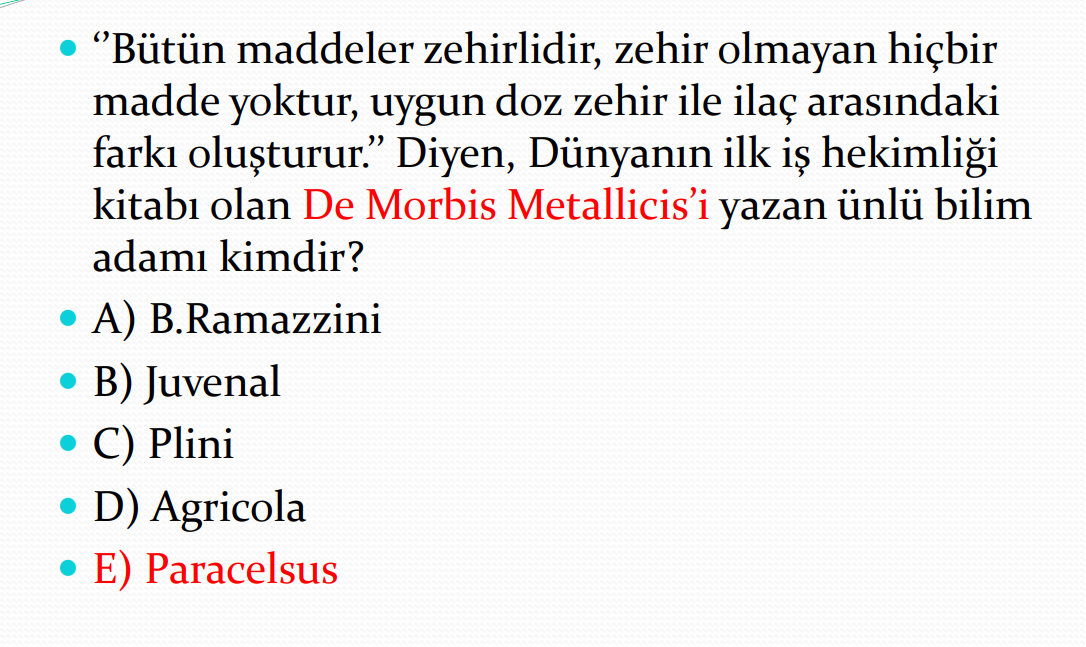 ‘’Bütün maddeler zehirlidir, zehir olmayan hiçbir
madde yoktur, uygun doz zehir ile ilaç arasındaki
farkı oluşturur.’’ Diyen, Dünyanın ilk iş hekimliği
kitabı olan De Morbis Metallicis’i yazan ünlü bilim
adamı kimdir?
A) B.Ramazzini
B) Juvenal
C) Plini
D) Agricola
E) Paracelsus